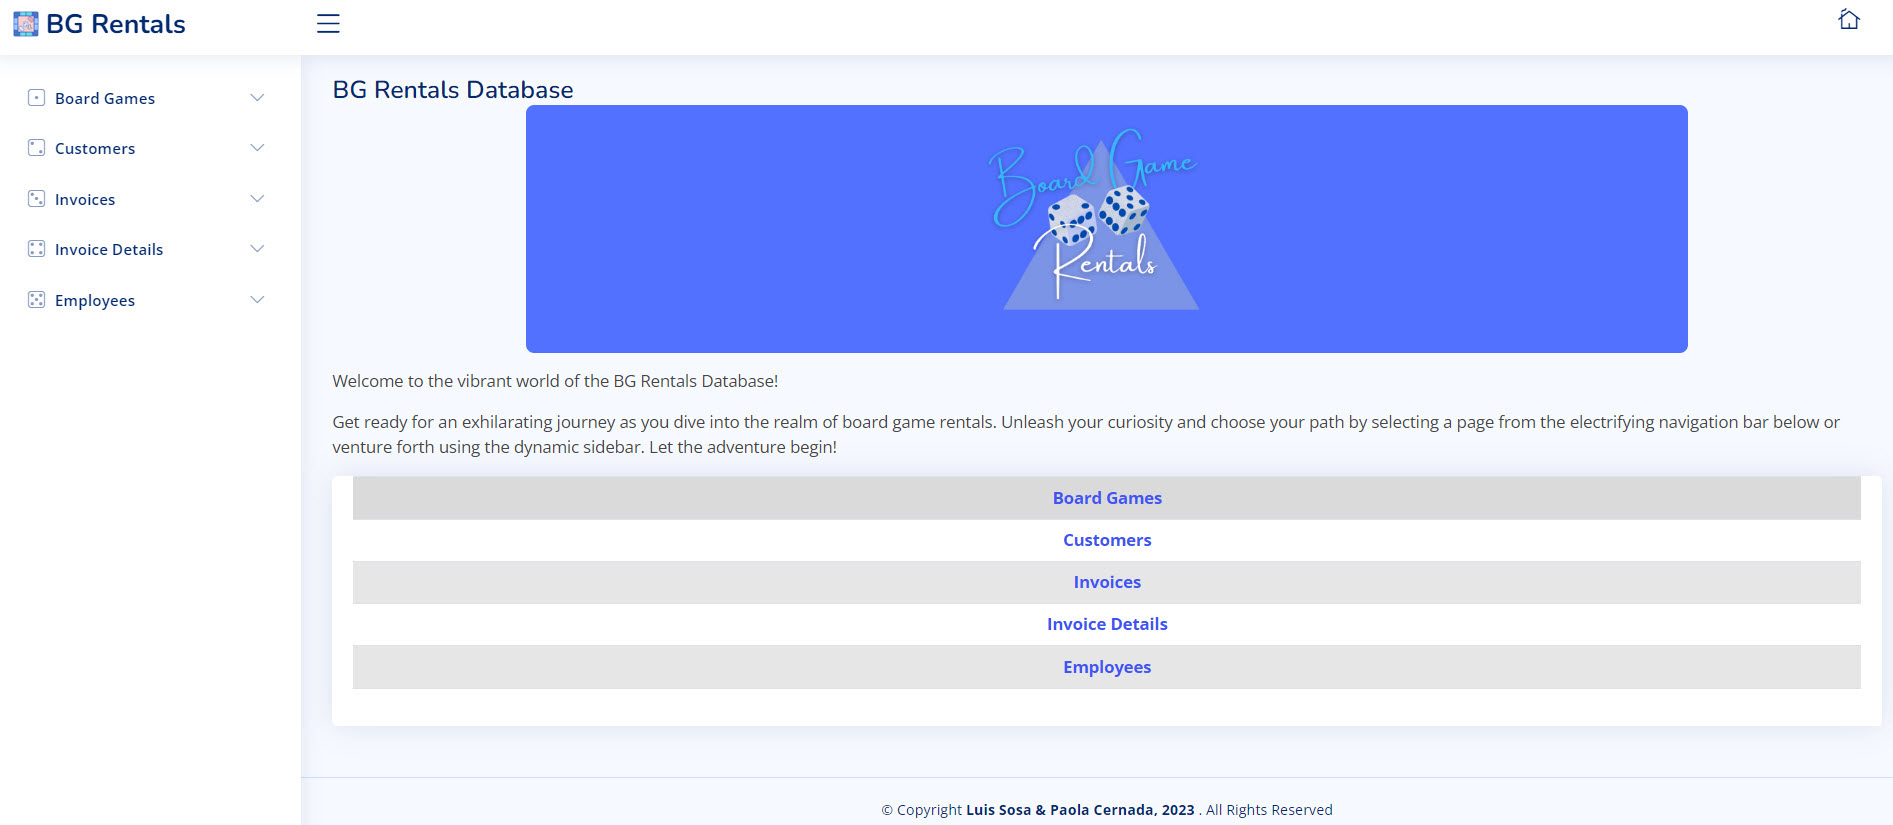 BG Rentals
Board Games
Customers
Invoices
Invoice Details
Employees
BG Rentals Database
Board Game
Rentals
Welcome to the vibrant world of the BG Rentals Database!
Get ready for an exhilarating journey as you dive into the realm of board game rentals. Unleash your curiosity and choose your path by selecting a page from the electrifying navigation bar below or
venture forth using the dynamic sidebar. Let the adventure begin!
Board Games
Customers
Invoices
Invoice Details
Employees
© Copyright Luis Sosa & Paola Cernada, 2023 . All Rights Reserved